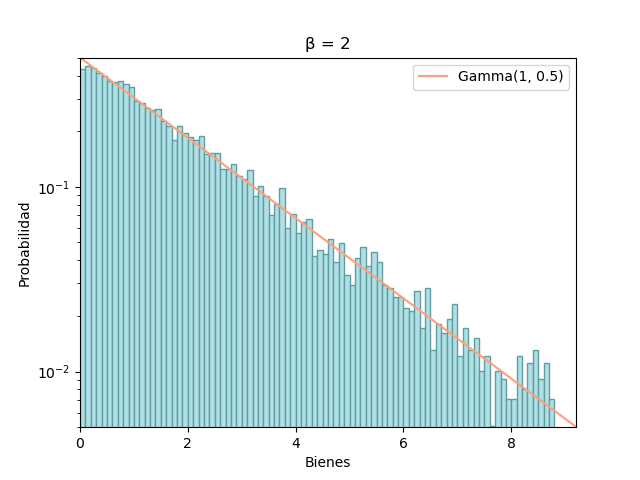 β = 2
Gamma(1, 0.5)
Probabilidad
10⁻¹
10⁻²
0 2 4 6 8
Bienes